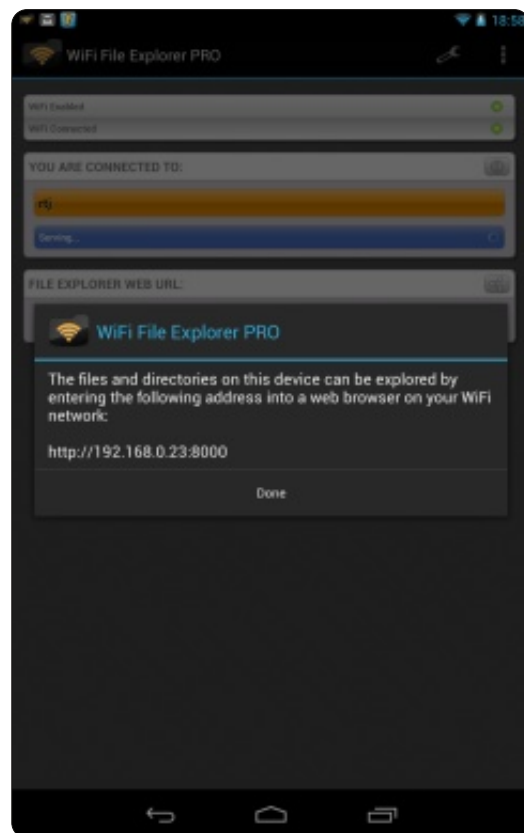 18:58
WiFi File Explorer PRO
WiFi Enabled
WiFi Connected
YOU ARE CONNECTED TO:
rtj
Serving...
FILE EXPLORER WEB URL:
WiFi File Explorer PRO
The files and directories on this device can be explored by
entering the following address into a web browser on your WiFi
network:
http://192.168.0.23:8000
Done